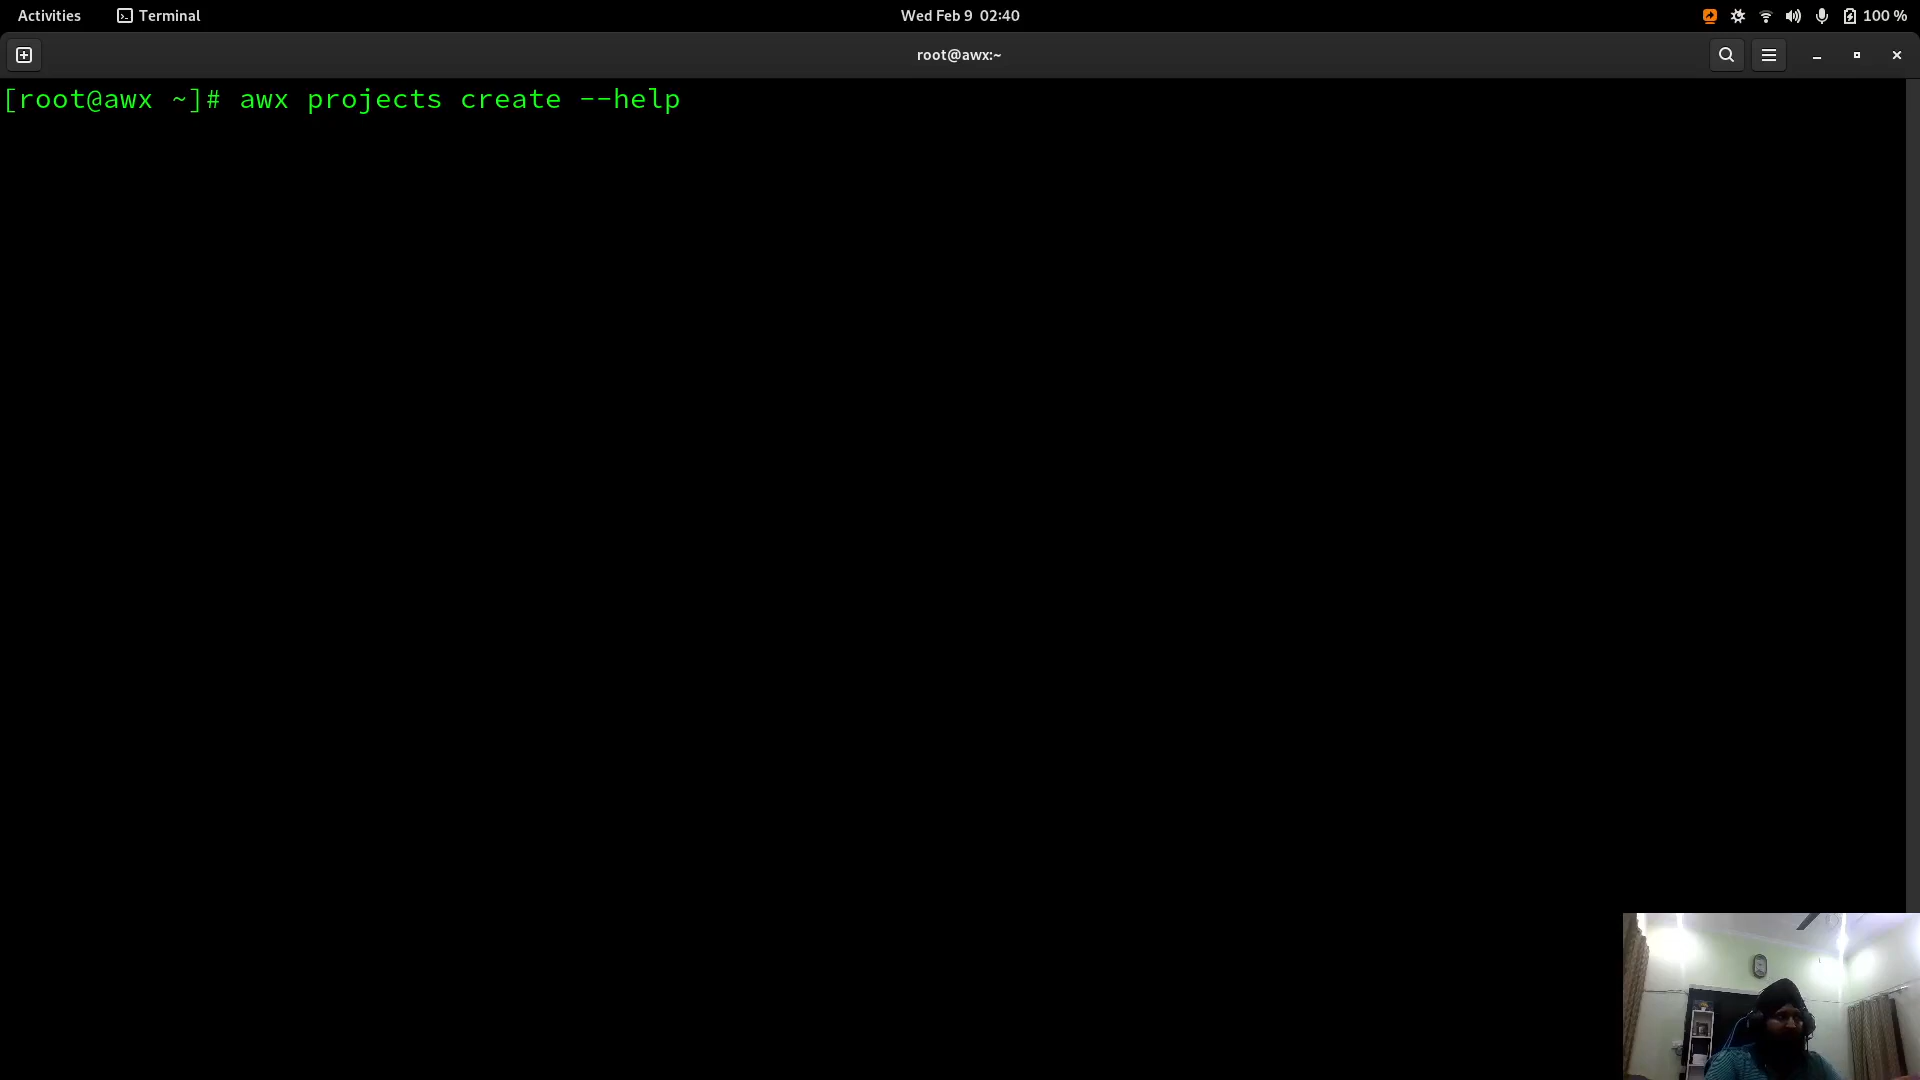 Activities
Terminal
Wed Feb 9 02:40
100 %
root@awx:~
[root@awx ~]# awx projects create --help